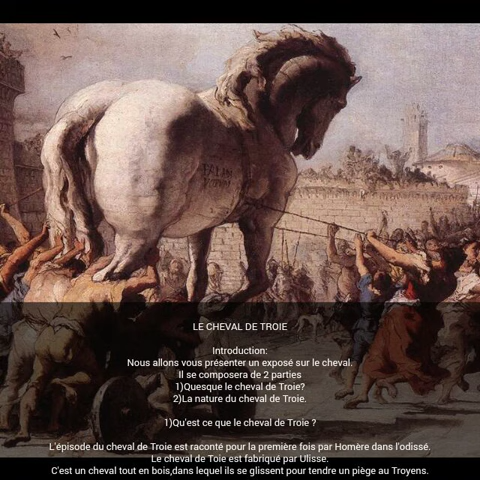 LE CHEVAL DE TROIE
Introduction:
Nous allons vous présenter un exposé sur le cheval.
Il se composera de 2 parties
1)Quesque le cheval de Troie?
2)La nature du cheval de Troie.
1)Qu'est ce que le cheval de Troie ?
L'épisode du cheval de Troie est raconté pour la première fois par Homère dans l'odissé.
Le cheval de Toie est fabriqué par Ulisse.
C'est un cheval tout en bois,dans lequel ils se glissent pour tendre un piège au Troyens.